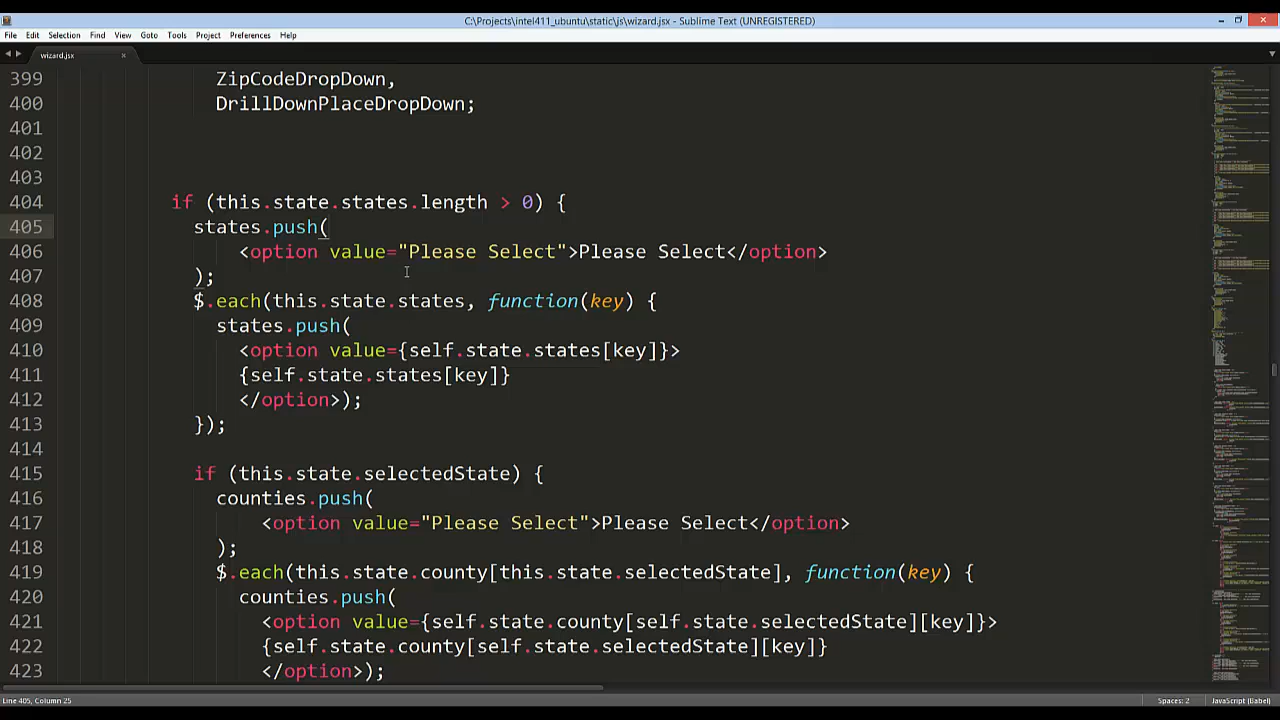 C:\Projects\intel411_ubuntu\static\js\wizard.jsx - Sublime Text (UNREGISTERED)
File Edit Selection Find View Goto Tools Project Preferences Help
wizard.jsx
399 ZipCodeDropDown,
400 DrillDownPlaceDropDown;
401
402
403
404 if (this.state.states.length > 0) {
405 states.push(
406 <option value="Please Select">Please Select</option>
407 );
408 $.each(this.state.states, function(key) {
409 states.push(
410 <option value={self.state.states[key]}>
411 {self.state.states[key]}
412 </option>);
413 });
414
415 if (this.state.selectedState) {
416 counties.push(
417 <option value="Please Select">Please Select</option>
418 );
419 $.each(this.state.county[this.state.selectedState], function(key) {
420 counties.push(
421 <option value={self.state.county[self.state.selectedState][key]}>
422 {self.state.county[self.state.selectedState][key]}
423 </option>);
Line 405, Column 25
Spaces: 2
JavaScript (Babel)